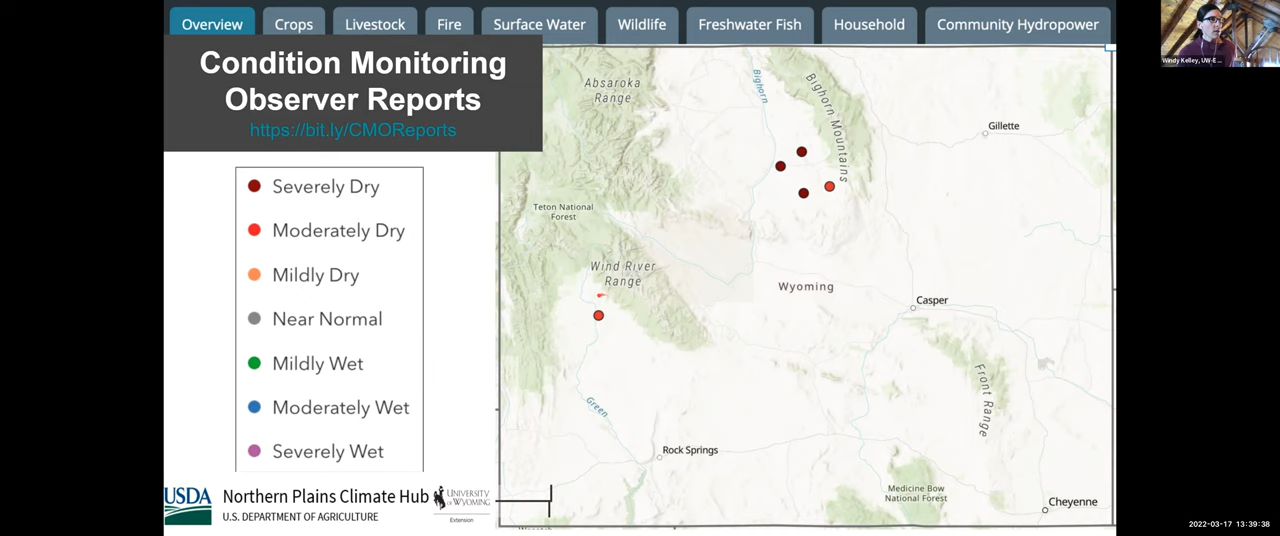 Overview
Crops
Livestock
Fire
Surface Water
Wildlife
Freshwater Fish
Household
Community Hydropower
Condition Monitoring
Observer Reports
https://bit.ly/CMOReports
Severely Dry
Moderately Dry
Mildly Dry
Near Normal
Mildly Wet
Moderately Wet
Severely Wet
USDA
Northern Plains Climate Hub
U.S. DEPARTMENT OF AGRICULTURE
UNIVERSITY
OF WYOMING
Extension
Absaroka
Range
Bighorn
Bighorn Mountains
Gillette
Teton National
Forest
Wind River
Range
Wyoming
Casper
Green
Front Range
Rock Springs
Medicine Bow
National Forest
Cheyenne
Windy Kelley, UW-E ...
2022-03-17 13:39:38